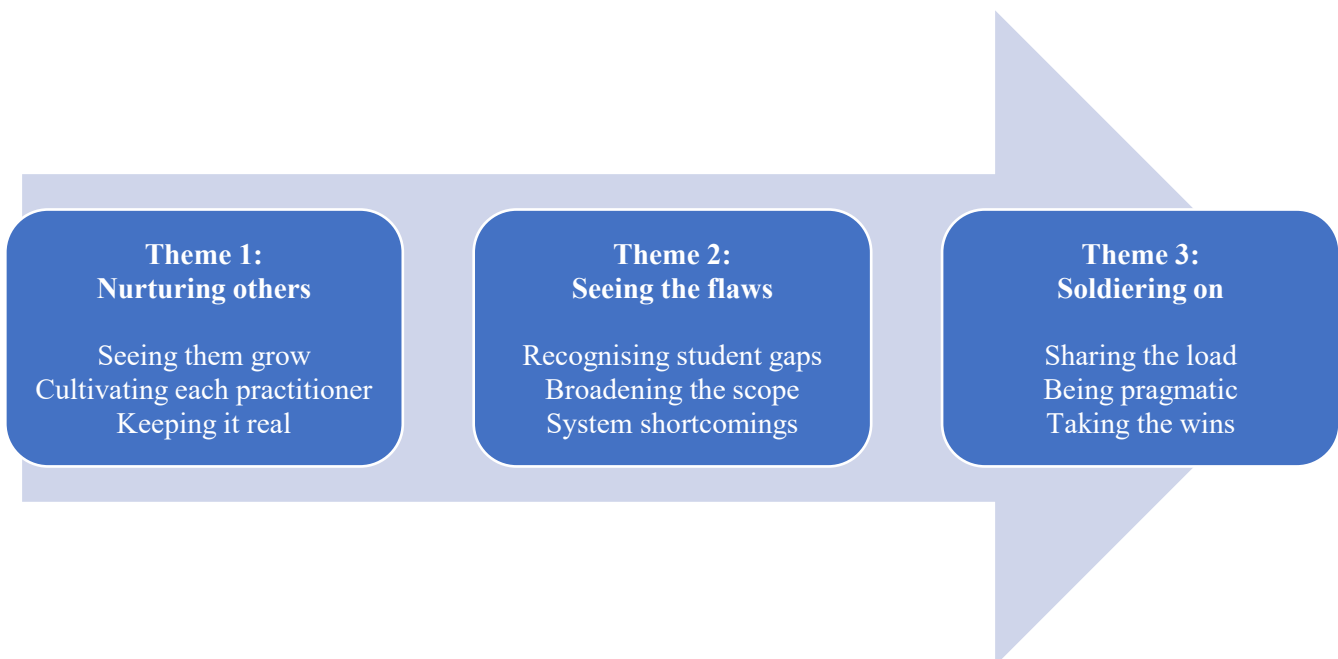 Theme 1:
Nurturing others
Seeing them grow
Cultivating each practitioner
Keeping it real
Theme 2:
Seeing the flaws
Recognising student gaps
Broadening the scope
System shortcomings
Theme 3:
Soldiering on
Sharing the load
Being pragmatic
Taking the wins